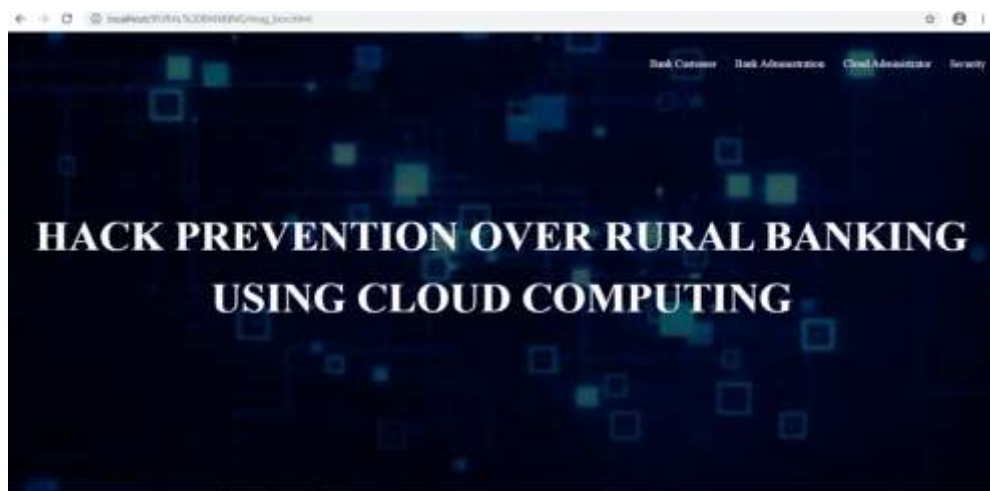 Bank Customer Bank Administration Cloud Administrator Security
HACK PREVENTION OVER RURAL BANKING
USING CLOUD COMPUTING